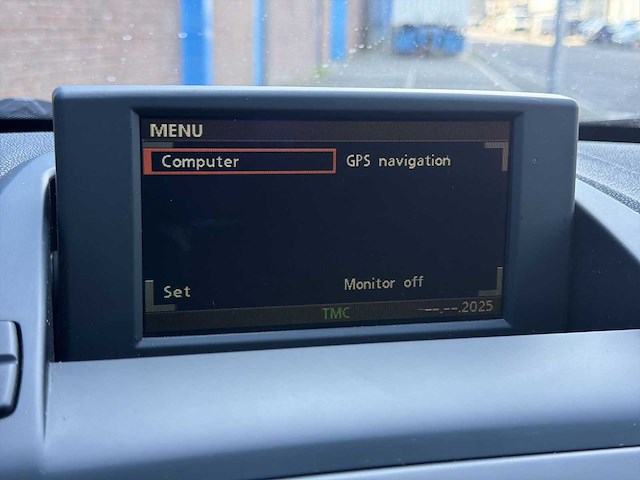 MENU
Computer GPS navigation
Set Monitor off
TMC --.--.2025